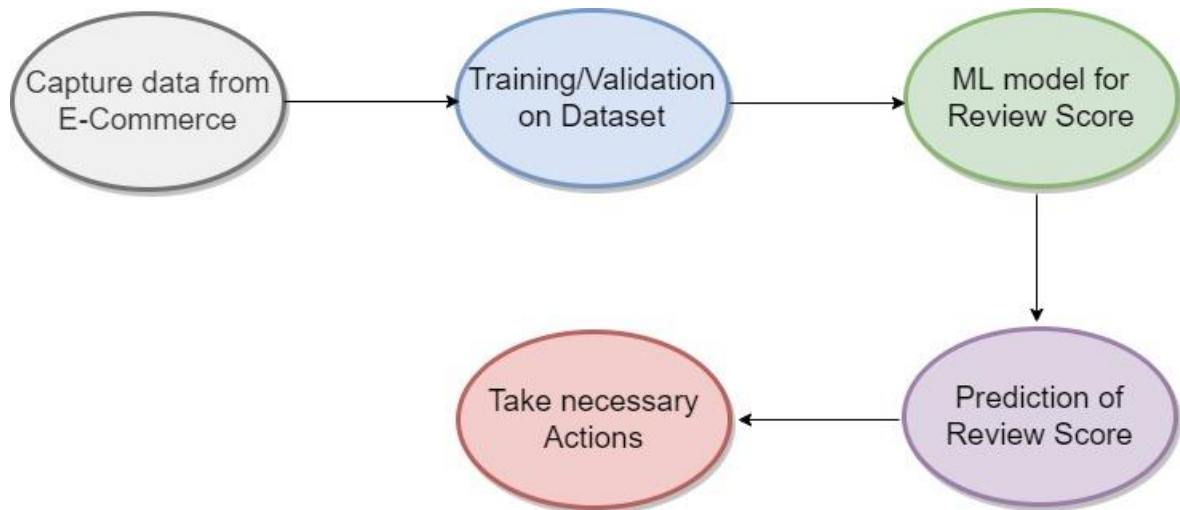 Capture data from
E-Commerce
Training/Validation
on Dataset
ML model for
Review Score
Prediction of
Review Score
Take necessary
Actions